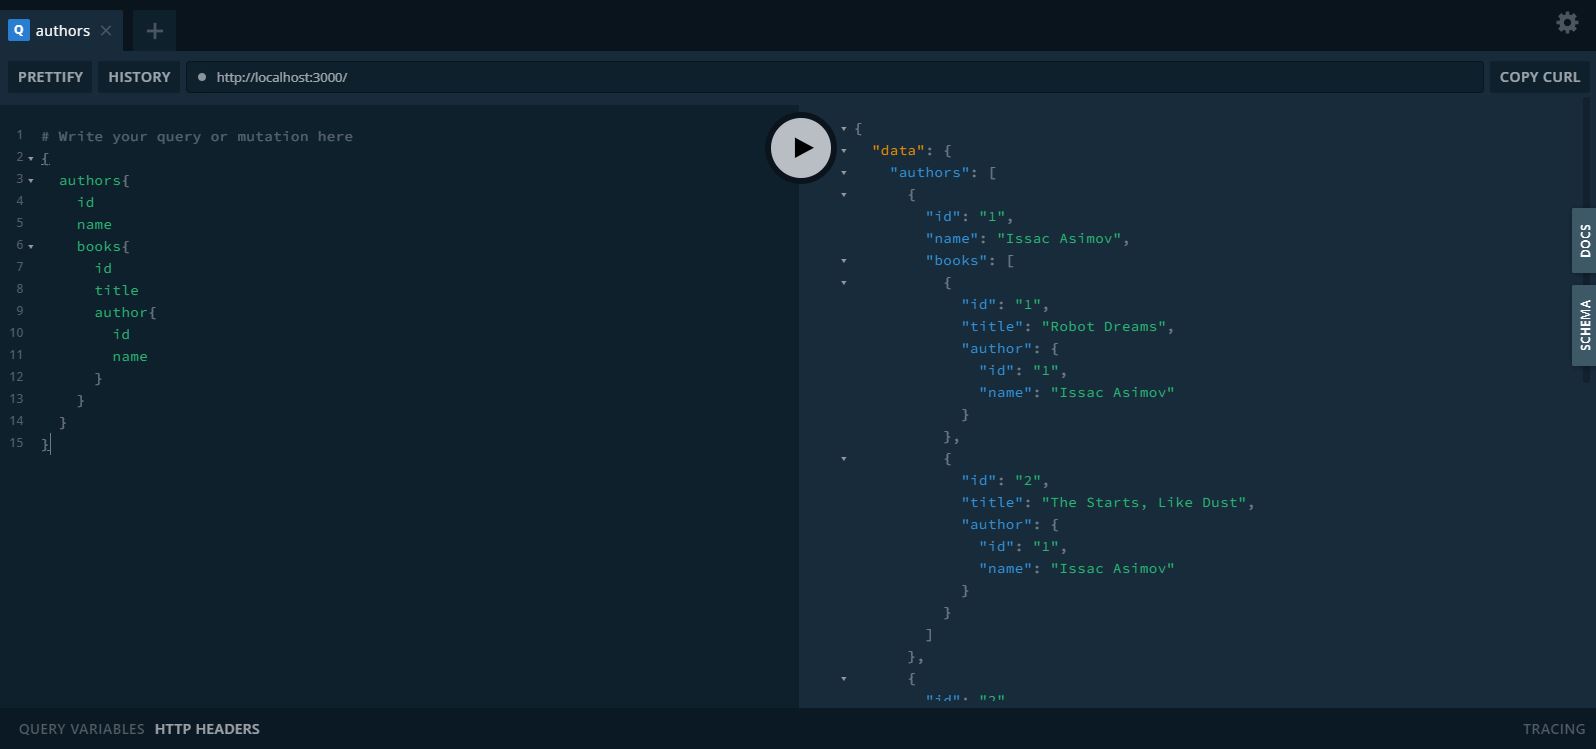 Q authors
PRETTIFY HISTORY http://localhost:3000/ COPY CURL
1 # Write your query or mutation here
2 {
3 authors{
4 id
5 name
6 books{
7 id
8 title
9 author{
10 id
11 name
12 }
13 }
14 }
15 }
{
"data": {
"authors": [
{
"id": "1",
"name": "Issac Asimov",
"books": [
{
"id": "1",
"title": "Robot Dreams",
"author": {
"id": "1",
"name": "Issac Asimov"
}
},
{
"id": "2",
"title": "The Starts, Like Dust",
"author": {
"id": "1",
"name": "Issac Asimov"
}
}
]
},
{
"id": "2"
DOCS
SCHEMA
QUERY VARIABLES HTTP HEADERS TRACING